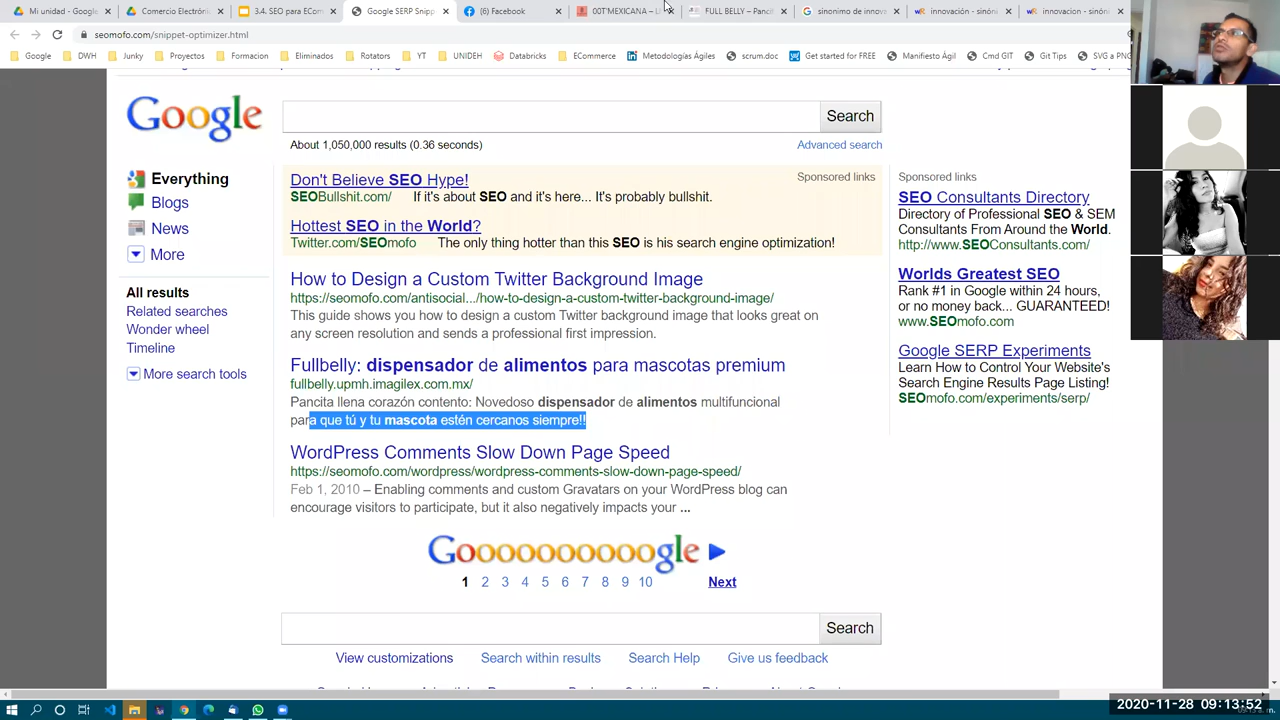 Mi unidad - Google
Comercio Electróni
3.4. SEO para ECom
Google SERP Snipp
(6) Facebook
00T'MEXICANA – L
FULL BELLY – Panci
sinonimo de innova
innovación - sinón
innovacion - sinón
seomofo.com/snippet-optimizer.html
Google
DWH
Junky
Proyectos
Formacion
Eliminados
Rotators
YT
UNIDEH
Databricks
ECommerce
Metodologías Ágiles
scrum.doc
Get started for FREE
Manifiesto Ágil
Cmd GIT
Git Tips
SVG a PNG
Google
Search
About 1,050,000 results (0.36 seconds)
Advanced search
Everything
Blogs
News
More
All results
Related searches
Wonder wheel
Timeline
More search tools
Don't Believe SEO Hype!
Sponsored links
SEOBullshit.com/ If it's about SEO and it's here... It's probably bullshit.
Hottest SEO in the World?
Twitter.com/SEOmofo The only thing hotter than this SEO is his search engine optimization!
How to Design a Custom Twitter Background Image
https://seomofo.com/antisocial.../how-to-design-a-custom-twitter-background-image/
This guide shows you how to design a custom Twitter background image that looks great on
any screen resolution and sends a professional first impression.
Fullbelly: dispensador de alimentos para mascotas premium
fullbelly.upmh.imagilex.com.mx/
Pancita llena corazón contento: Novedoso dispensador de alimentos multifuncional
para que tú y tu mascota estén cercanos siempre!!
WordPress Comments Slow Down Page Speed
https://seomofo.com/wordpress/wordpress-comments-slow-down-page-speed/
Feb 1, 2010 – Enabling comments and custom Gravatars on your WordPress blog can
encourage visitors to participate, but it also negatively impacts your ...
Sponsored links
SEO Consultants Directory
Directory of Professional SEO & SEM
Consultants From Around the World.
http://www.SEOConsultants.com/
Worlds Greatest SEO
Rank #1 in Google within 24 hours,
or no money back... GUARANTEED!
www.SEOmofo.com
Google SERP Experiments
Learn How to Control Your Website's
Search Engine Results Page Listing!
SEOmofo.com/experiments/serp/
Goooooooooogle
1 2 3 4 5 6 7 8 9 10 Next
Search
View customizations
Search within results
Search Help
Give us feedback
2020-11-28 09:13:52